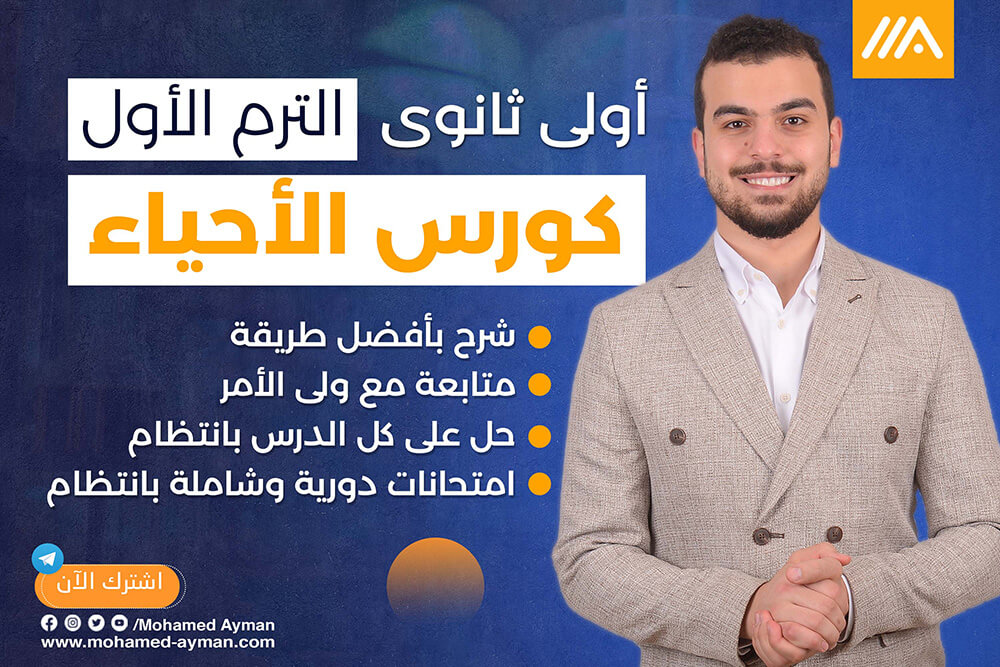 أولى ثانوى الترم الأول
كورس الأحياء
شرح بأفضل طريقة
متابعة مع ولى الأمر
حل على كل الدرس بانتظام
امتحانات دورية وشاملة بانتظام
اشترك الآن
/Mohamed Ayman
www.mohamed-ayman.com